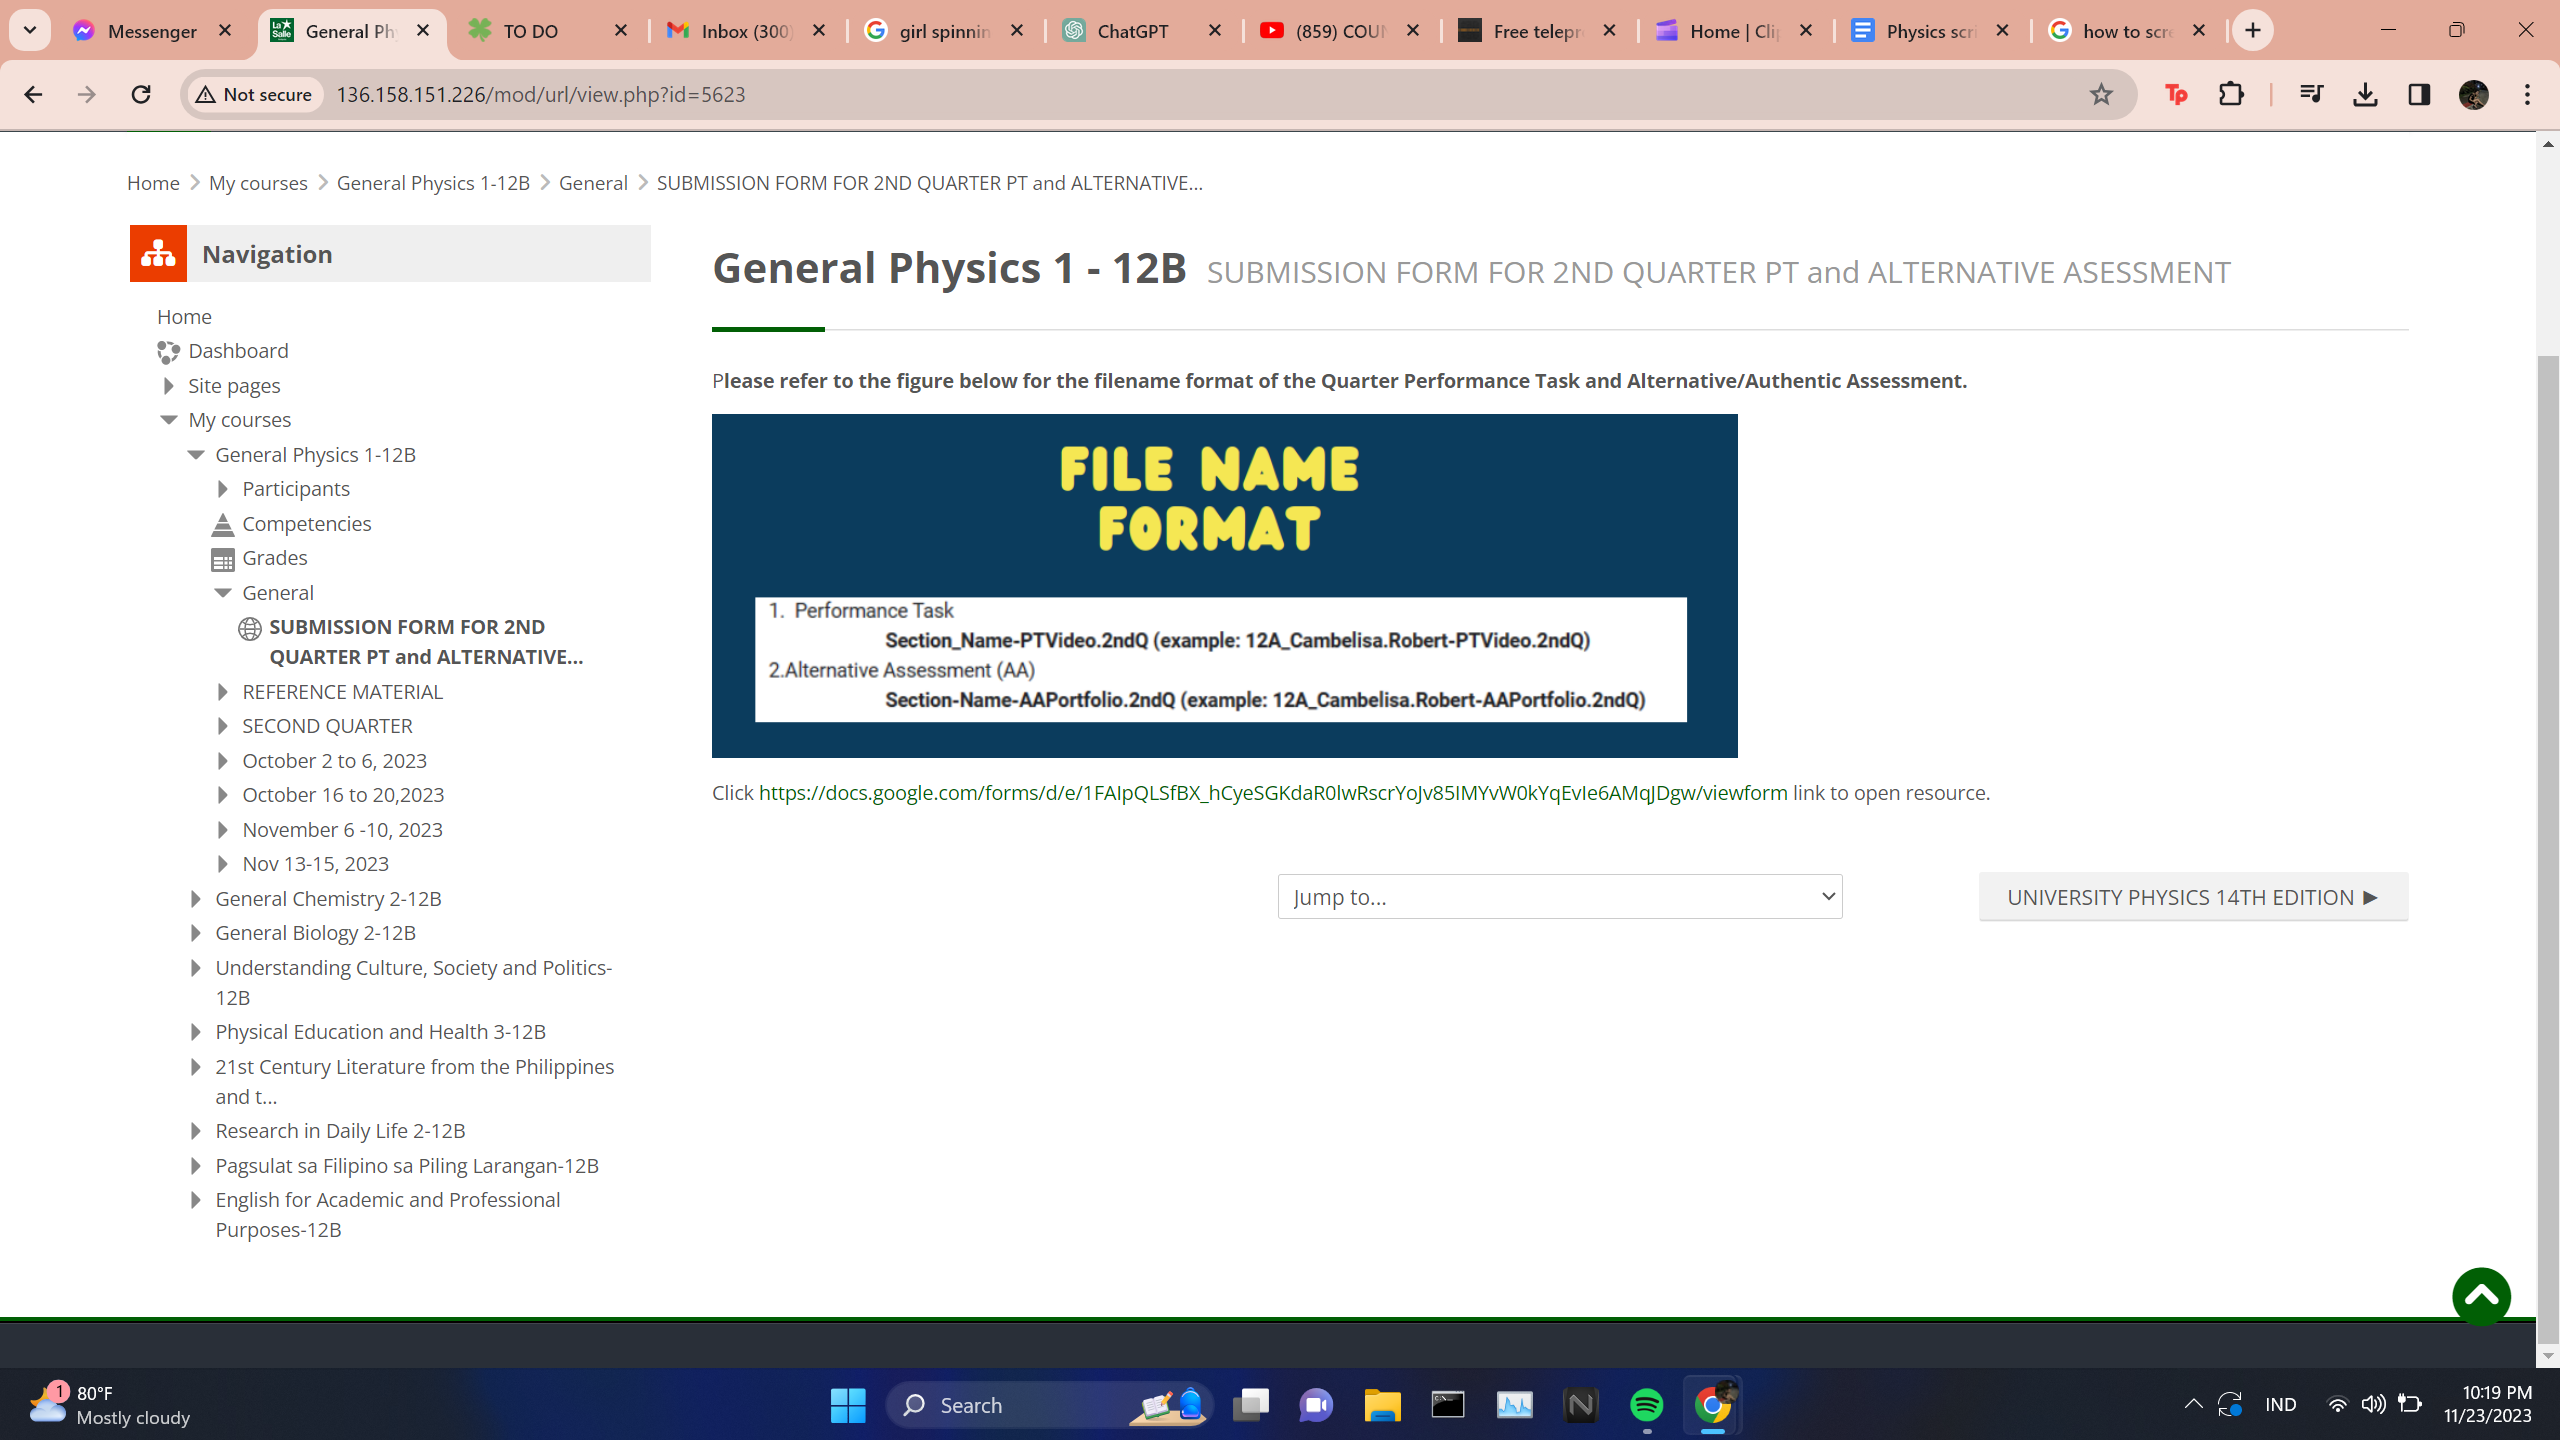 Messenger
General Ph
TO DO
Inbox (300)
girl spinnin
ChatGPT
(859) COUN
Free telepr
Home | Cli
Physics scri
how to scre
Not secure
136.158.151.226/mod/url/view.php?id=5623
Tp
Home
My courses
General Physics 1-12B
General
SUBMISSION FORM FOR 2ND QUARTER PT and ALTERNATIVE...
Navigation
Home
Dashboard
Site pages
My courses
General Physics 1-12B
Participants
Competencies
Grades
General
SUBMISSION FORM FOR 2ND
QUARTER PT and ALTERNATIVE...
REFERENCE MATERIAL
SECOND QUARTER
October 2 to 6, 2023
October 16 to 20,2023
November 6 -10, 2023
Nov 13-15, 2023
General Chemistry 2-12B
General Biology 2-12B
Understanding Culture, Society and Politics-
12B
Physical Education and Health 3-12B
21st Century Literature from the Philippines
and t...
Research in Daily Life 2-12B
Pagsulat sa Filipino sa Piling Larangan-12B
English for Academic and Professional
Purposes-12B
General Physics 1 - 12B SUBMISSION FORM FOR 2ND QUARTER PT and ALTERNATIVE ASESSMENT
Please refer to the figure below for the filename format of the Quarter Performance Task and Alternative/Authentic Assessment.
FILE NAME
FORMAT
1. Performance Task
Section_Name-PTVideo.2ndQ (example: 12A_Cambelisa.Robert-PTVideo.2ndQ)
2.Alternative Assessment (AA)
Section-Name-AAPortfolio.2ndQ (example: 12A_Cambelisa.Robert-AAPortfolio.2ndQ)
Click https://docs.google.com/forms/d/e/1FAIpQLSfBX_hCyeSGKdaR0lwRscrYoJv85IMYvW0kYqEvIe6AMqJDgw/viewform link to open resource.
Jump to...
UNIVERSITY PHYSICS 14TH EDITION ►
1
80°F
Mostly cloudy
Search
IND
10:19 PM
11/23/2023